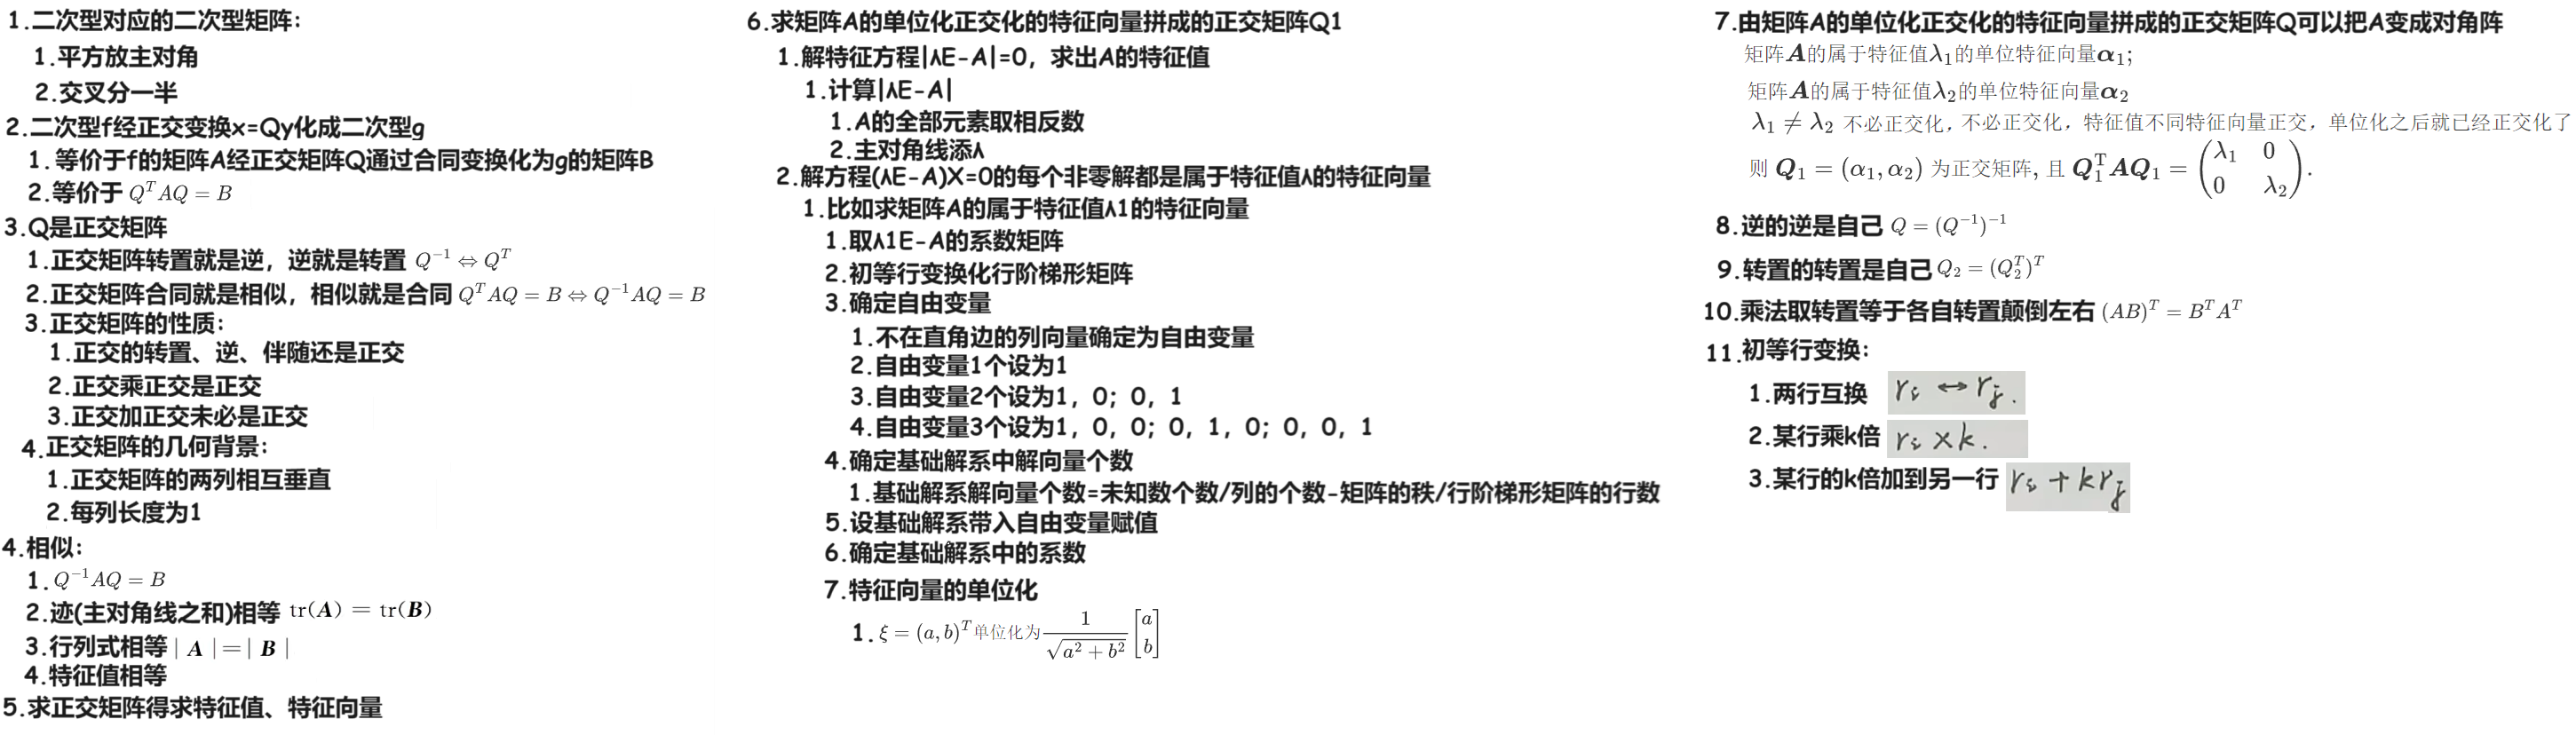 1.二次型对应的二次型矩阵：
1.平方放主对角
2.交叉分一半
2.二次型f经正交变换x=Qy化成二次型g
1.等价于f的矩阵A经正交矩阵Q通过合同变换化为g的矩阵B
2.等价于 $Q^TAQ=B$
3.Q是正交矩阵
1.正交矩阵转置就是逆，逆就是转置 $Q^{-1}\Leftrightarrow Q^T$
2.正交矩阵合同就是相似，相似就是合同 $Q^TAQ=B\Leftrightarrow Q^{-1}AQ=B$
3.正交矩阵的性质：
1.正交的转置、逆、伴随还是正交
2.正交乘正交是正交
3.正交加正交未必是正交
4.正交矩阵的几何背景：
1.正交矩阵的两列相互垂直
2.每列长度为1
4.相似：
1. $Q^{-1}AQ=B$
2.迹(主对角线之和)相等 tr(A) = tr(B)
3.行列式相等 | A |=| B |
4.特征值相等
5.求正交矩阵得求特征值、特征向量
6.求矩阵A的单位化正交化的特征向量拼成的正交矩阵Q1
1.解特征方程|λE-A|=0，求出A的特征值
1.计算|λE-A|
1.A的全部元素取相反数
2.主对角线添λ
2.解方程(λE-A)X=0的每个非零解都是属于特征值λ的特征向量
1.比如求矩阵A的属于特征值λ1的特征向量
1.取λ1E-A的系数矩阵
2.初等行变换化行阶梯形矩阵
3.确定自由变量
1.不在直角边的列向量确定为自由变量
2.自由变量1个设为1
3.自由变量2个设为1，0；0，1
4.自由变量3个设为1，0，0；0，1，0；0，0，1
4.确定基础解系中解向量个数
1.基础解系解向量个数=未知数个数/列的个数-矩阵的秩/行阶梯形矩阵的行数
5.设基础解系带入自由变量赋值
6.确定基础解系中的系数
7.特征向量的单位化
1. $\xi=(a,b)^T$单位化为$\frac{1}{\sqrt{a^2+b^2}}\begin{bmatrix}a\\b\end{bmatrix}$
7.由矩阵A的单位化正交化的特征向量拼成的正交矩阵Q可以把A变成对角阵
矩阵A的属于特征值$\lambda_1$的单位特征向量$\alpha_1$;
矩阵A的属于特征值$\lambda_2$的单位特征向量$\alpha_2$
$\lambda_1\neq\lambda_2$ 不必正交化，不必正交化，特征值不同特征向量正交，单位化之后就已经正交化了
则 $Q_1=(\alpha_1,\alpha_2)$ 为正交矩阵, 且 $Q_1^{\mathrm{T}}AQ_1=\begin{pmatrix}\lambda_1&0\\0&\lambda_2\end{pmatrix}$.
8.逆的逆是自己 $Q=(Q^{-1})^{-1}$
9.转置的转置是自己 $Q_2=(Q_2^T)^T$
10.乘法取转置等于各自转置颠倒左右 $(AB)^T=B^TA^T$
11.初等行变换：
1.两行互换 $r_i\leftrightarrow r_j$.
2.某行乘k倍 $r_i\times k$.
3.某行的k倍加到另一行 $r_i+kr_j$